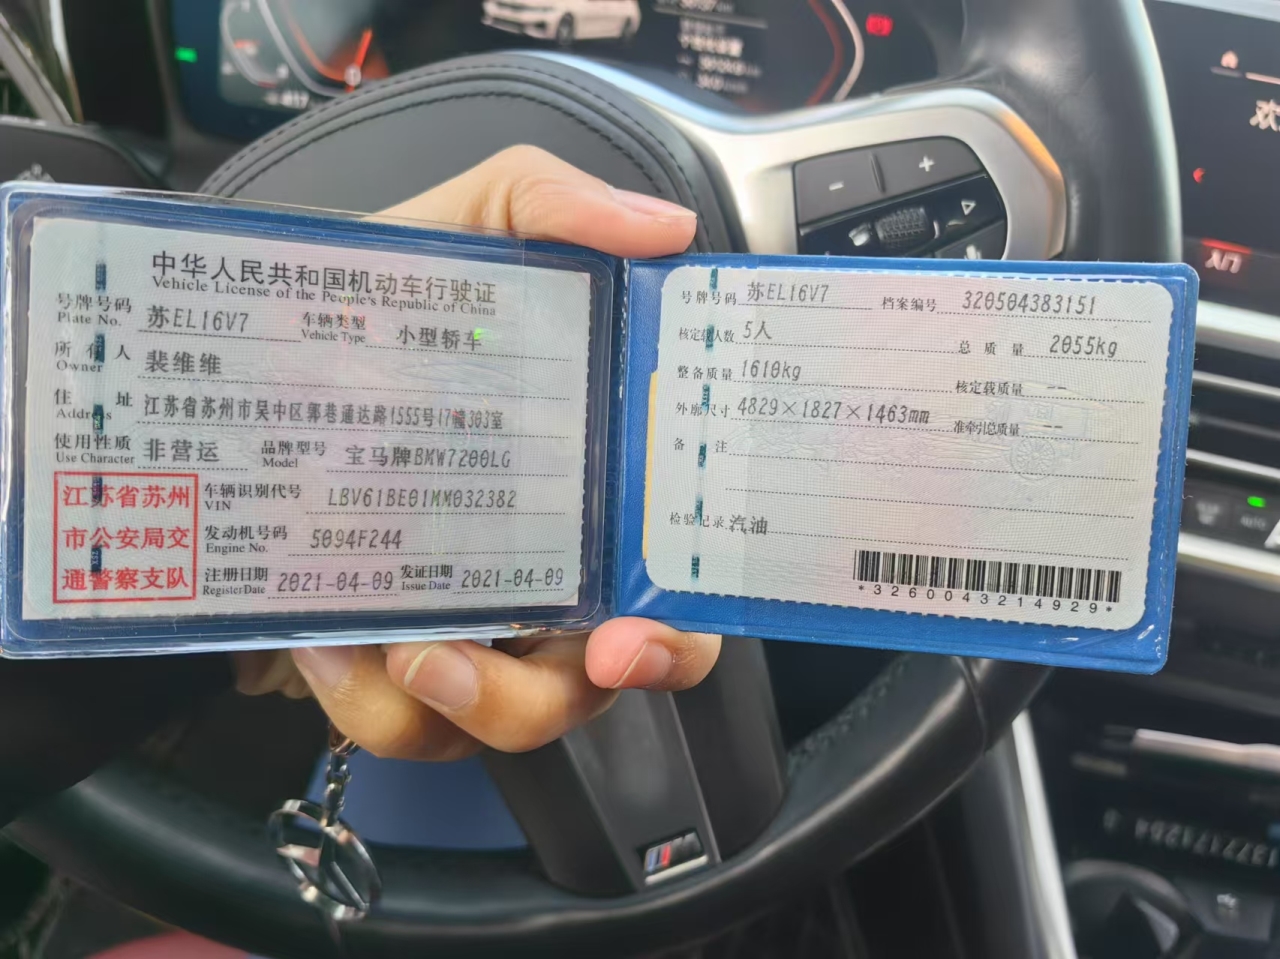 中华人民共和国机动车行驶证
Vehicle License of the People's Republic of China
号牌号码 苏EL16V7 车辆类型 小型轿车
Plate No. Vehicle Type
所有人 裴维维
Owner
住址 江苏省苏州市吴中区郭巷通达路1555号17幢303室
Address
使用性质 非营运 品牌型号 宝马牌BMW7200LG
Use Character Model
江苏省苏州
市公安局交
通警察支队
车辆识别代号 LBV61BE01MM032382
VIN
发动机号码 5094F244
Engine No.
注册日期 2021-04-09 发证日期 2021-04-09
Register Date Issue Date
号牌号码 苏EL16V7 档案编号 320504383151
核定载人数 5人 总质量 2055kg
整备质量 1610kg 核定载质量 --
外廓尺寸 4829×1827×1463mm 准牵引总质量 --
备注
检验记录 汽油
*3260043214929*